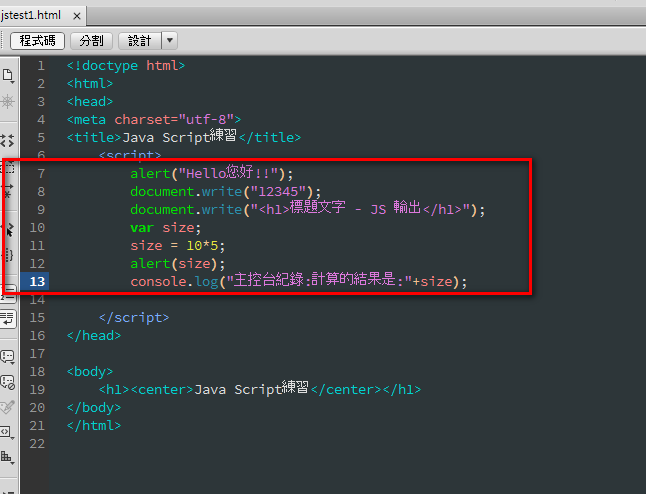 jstest1.html ×
程式碼 分割 設計
1 <!doctype html>
2 <html>
3 <head>
4 <meta charset="utf-8">
5 <title>Java Script練習</title>
6 <script>
7 alert("Hello您好!!");
8 document.write("12345");
9 document.write("<h1>標題文字 - JS 輸出</h1>");
10 var size;
11 size = 10*5;
12 alert(size);
13 console.log("主控台紀錄:計算的結果是:"+size);
14
15 </script>
16 </head>
17
18 <body>
19 <h1><center>Java Script練習</center></h1>
20 </body>
21 </html>
22